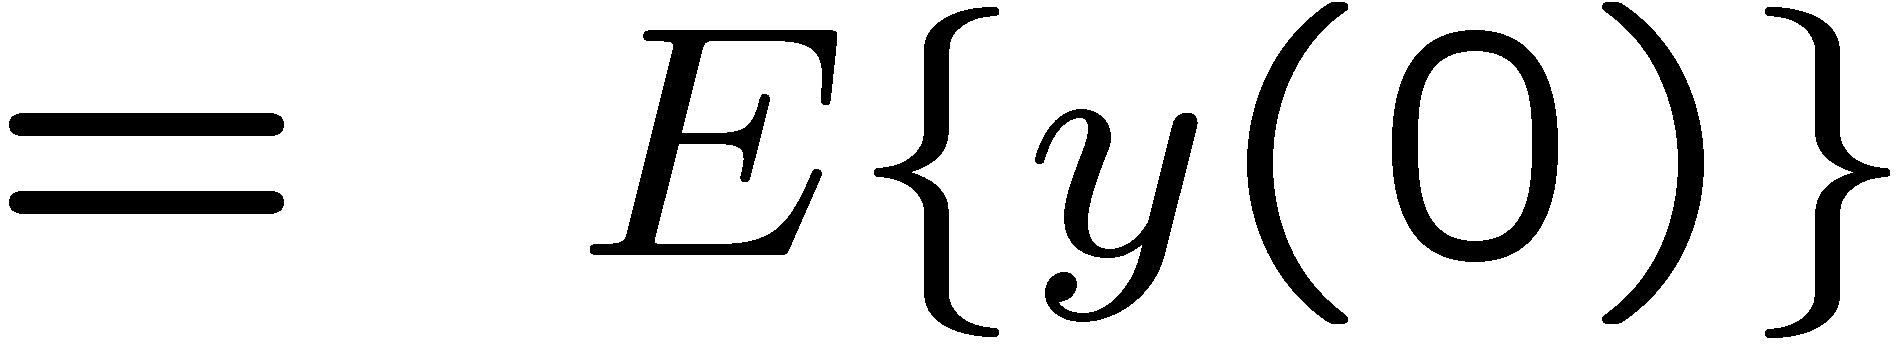 = E{y(0)}